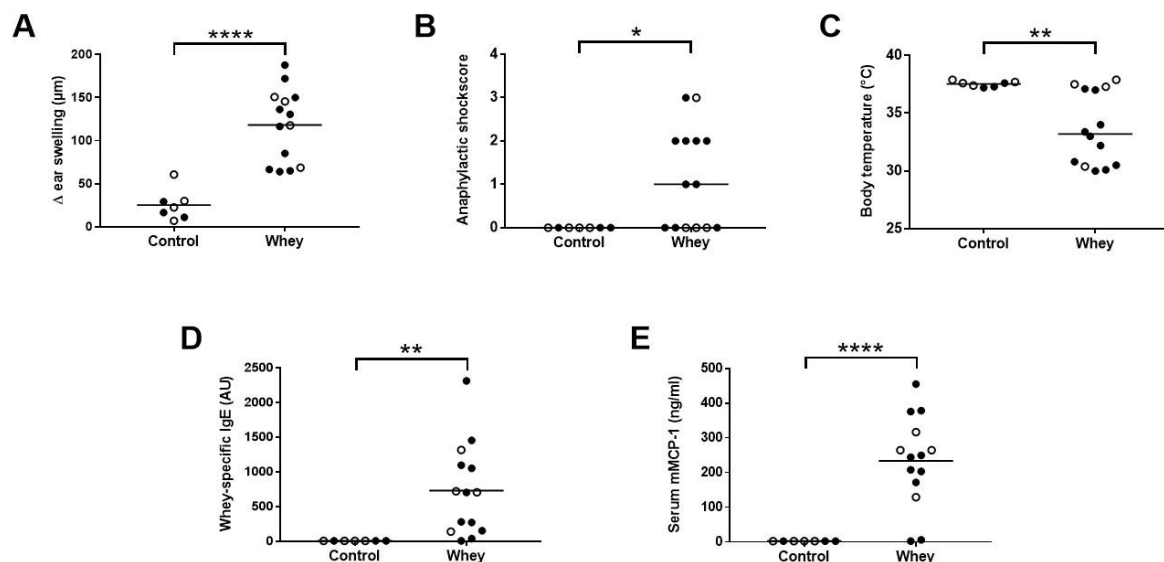 A
****
Δ ear swelling (μm)
200
150
100
50
0
Control
Whey
B
*
Anaphylactic shockscore
4
3
2
1
0
Control
Whey
C
**
Body temperature (°C)
40
35
30
25
Control
Whey
D
**
Whey-specific IgE (AU)
2500
2000
1500
1000
500
0
Control
Whey
E
****
Serum mMCP-1 (ng/ml)
500
400
300
200
100
0
Control
Whey